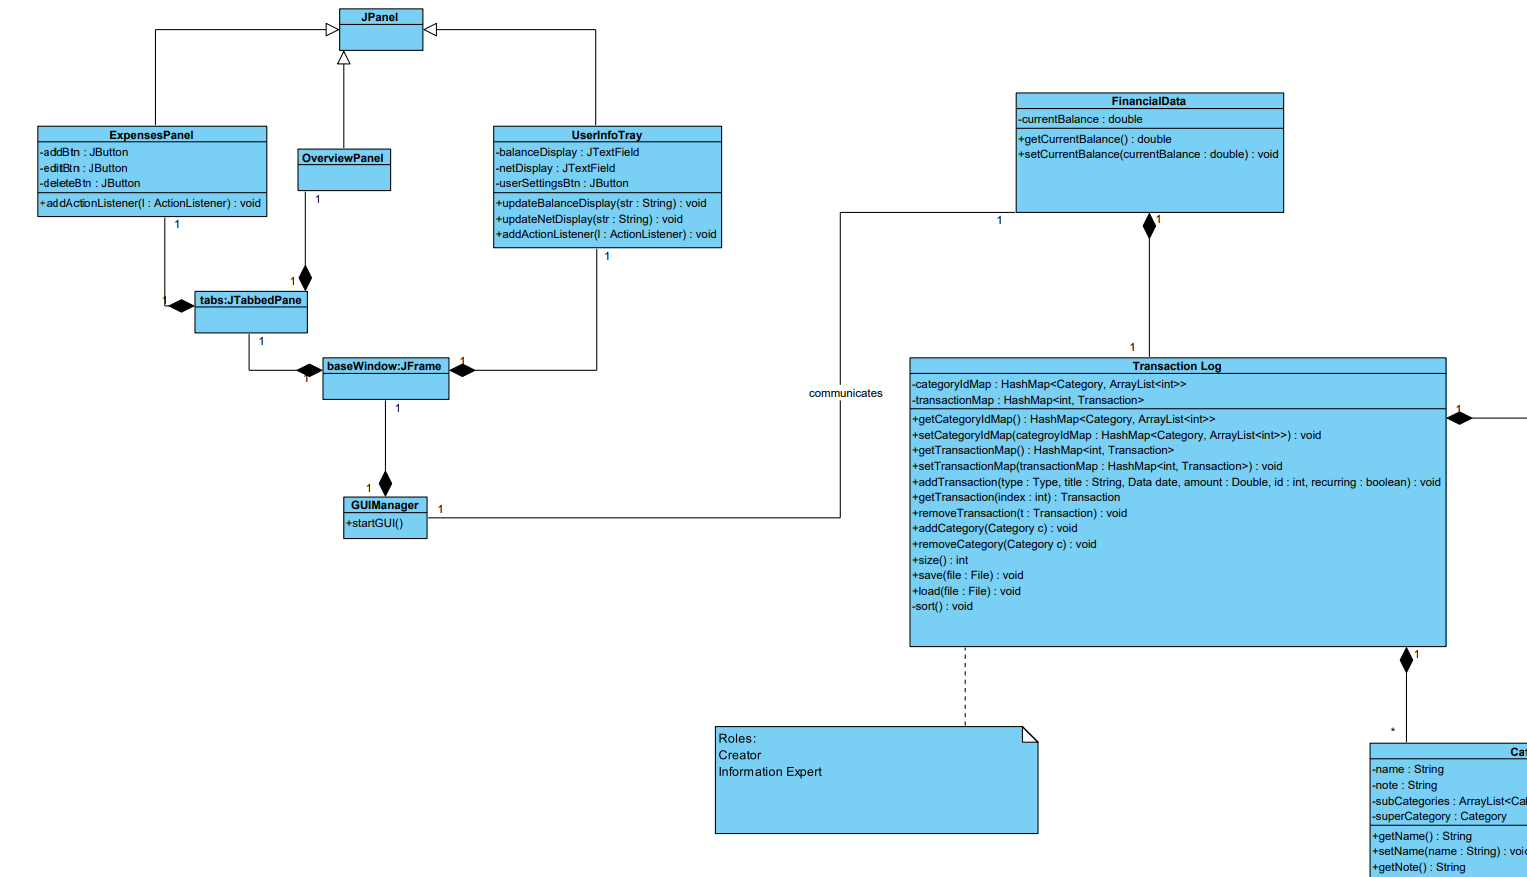 JPanel
ExpensesPanel
-addBtn : JButton
-editBtn : JButton
-deleteBtn : JButton
+addActionListener(l : ActionListener) : void
1
OverviewPanel
1
UserInfoTray
-balanceDisplay : JTextField
-netDisplay : JTextField
-userSettingsBtn : JButton
+updateBalanceDisplay(str : String) : void
+updateNetDisplay(str : String) : void
+addActionListener(l : ActionListener) : void
1
1
1
tabs:JTabbedPane
1
1
1
baseWindow:JFrame
1
1
GUIManager
+startGUI()
1
communicates
1
FinancialData
-currentBalance : double
+getCurrentBalance() : double
+setCurrentBalance(currentBalance : double) : void
1
1
Transaction Log
-categoryIdMap : HashMap<Category, ArrayList<int>>
-transactionMap : HashMap<int, Transaction>
+getCategoryIdMap() : HashMap<Category, ArrayList<int>>
+setCategoryIdMap(categroyIdMap : HashMap<Category, ArrayList<int>>) : void
+getTransactionMap() : HashMap<int, Transaction>
+setTransactionMap(transactionMap : HashMap<int, Transaction>) : void
+addTransaction(type : Type, title : String, Data date, amount : Double, id : int, recurring : boolean) : void
+getTransaction(index : int) : Transaction
+removeTransaction(t : Transaction) : void
+addCategory(Category c) : void
+removeCategory(Category c) : void
+size() : int
+save(file : File) : void
+load(file : File) : void
-sort() : void
1
1
*
Roles:
Creator
Information Expert
-name : String
-note : String
-subCategories : ArrayList<
-superCategory : Category
+getName() : String
+setName(name : String) :
+getNote() : String